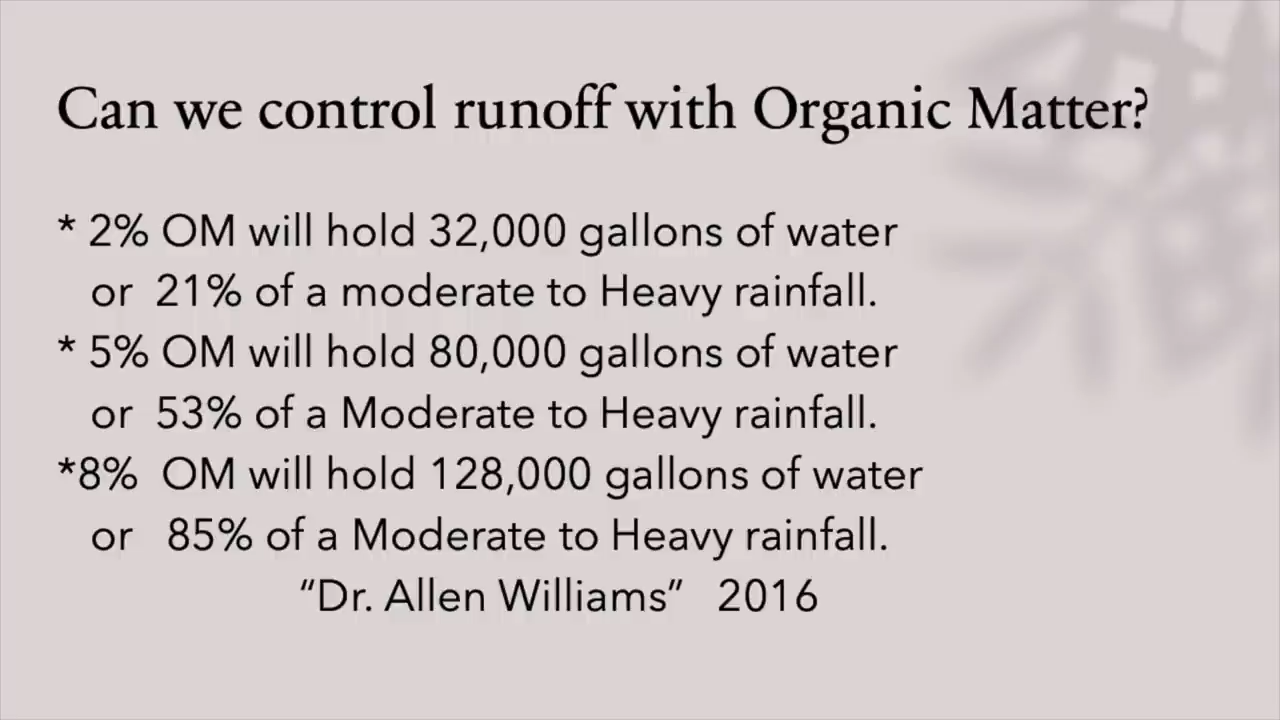 Can we control runoff with Organic Matter?
* 2% OM will hold 32,000 gallons of water
or 21% of a moderate to Heavy rainfall.
* 5% OM will hold 80,000 gallons of water
or 53% of a Moderate to Heavy rainfall.
*8% OM will hold 128,000 gallons of water
or 85% of a Moderate to Heavy rainfall.
“Dr. Allen Williams” 2016